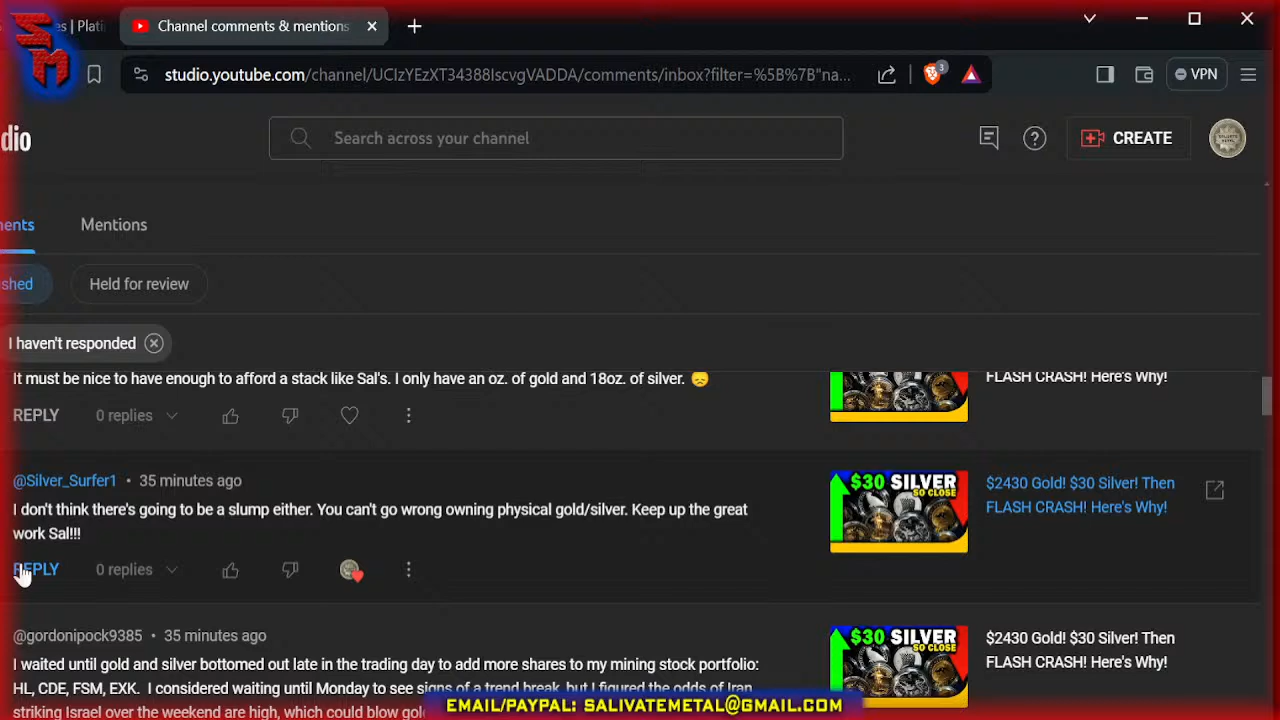 SM
es | Plati
Channel comments & mentions
studio.youtube.com/channel/UCIzYEzXT34388IscvgVADDA/comments/inbox?filter=%5B%7B"na...
3
VPN
dio
Search across your channel
CREATE
ments
Mentions
shed
Held for review
I haven't responded
It must be nice to have enough to afford a stack like Sal's. I only have an oz. of gold and 18oz. of silver. 😞
FLASH CRASH! Here's Why!
REPLY
0 replies
@Silver_Surfer1 • 35 minutes ago
I don't think there's going to be a slump either. You can't go wrong owning physical gold/silver. Keep up the great
work Sal!!!
$30 SILVER
SO CLOSE
$2430 Gold! $30 Silver! Then
FLASH CRASH! Here's Why!
REPLY
0 replies
@gordonipock9385 • 35 minutes ago
I waited until gold and silver bottomed out late in the trading day to add more shares to my mining stock portfolio:
HL, CDE, FSM, EXK. I considered waiting until Monday to see signs of a trend break, but I figured the odds of Iran
striking Israel over the weekend are high, which could blow gol
$30 SILVER
SO CLOSE
$2430 Gold! $30 Silver! Then
FLASH CRASH! Here's Why!
EMAIL/PAYPAL: SALIVATEMETAL@GMAIL.COM